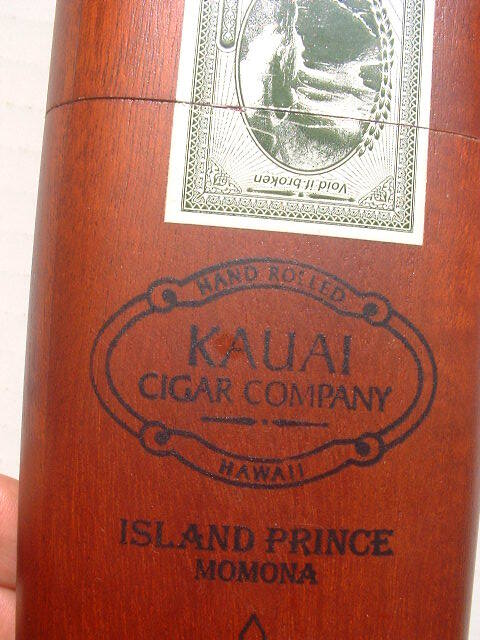 Void if broken
HAND ROLLED
KAUAI
CIGAR COMPANY
HAWAII
ISLAND PRINCE
MOMONA